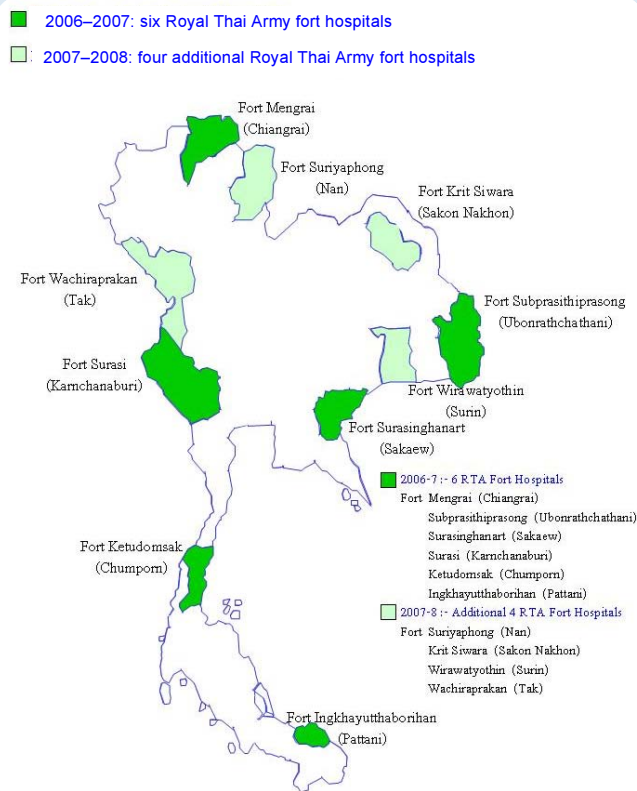 2006–2007: six Royal Thai Army fort hospitals
: 2007–2008: four additional Royal Thai Army fort hospitals
Fort Mengrai
(Chiangrai)
Fort Suriyaphong
(Nan)
Fort Krit Siwara
(Sakon Nakhon)
Fort Wachiraprakan
(Tak)
Fort Subprasithiprasong
(Ubonrathchathani)
Fort Surasi
(Karnchanaburi)
Fort Wirawatyothin
(Surin)
Fort Surasinghanart
(Sakaew)
2006-7 :- 6 RTA Fort Hospitals
Fort Mengrai (Chiangrai)
Subprasithiprasong (Ubonrathchathani)
Surasinghanart (Sakaew)
Surasi (Karnchanaburi)
Ketudomsak (Chumporn)
Ingkhayutthaborihan (Pattani)
2007-8 :- Additional 4 RTA Fort Hospitals
Fort Suriyaphong (Nan)
Krit Siwara (Sakon Nakhon)
Wirawatyothin (Surin)
Wachiraprakan (Tak)
Fort Ketudomsak
(Chumporn)
Fort Ingkhayutthaborihan
(Pattani)